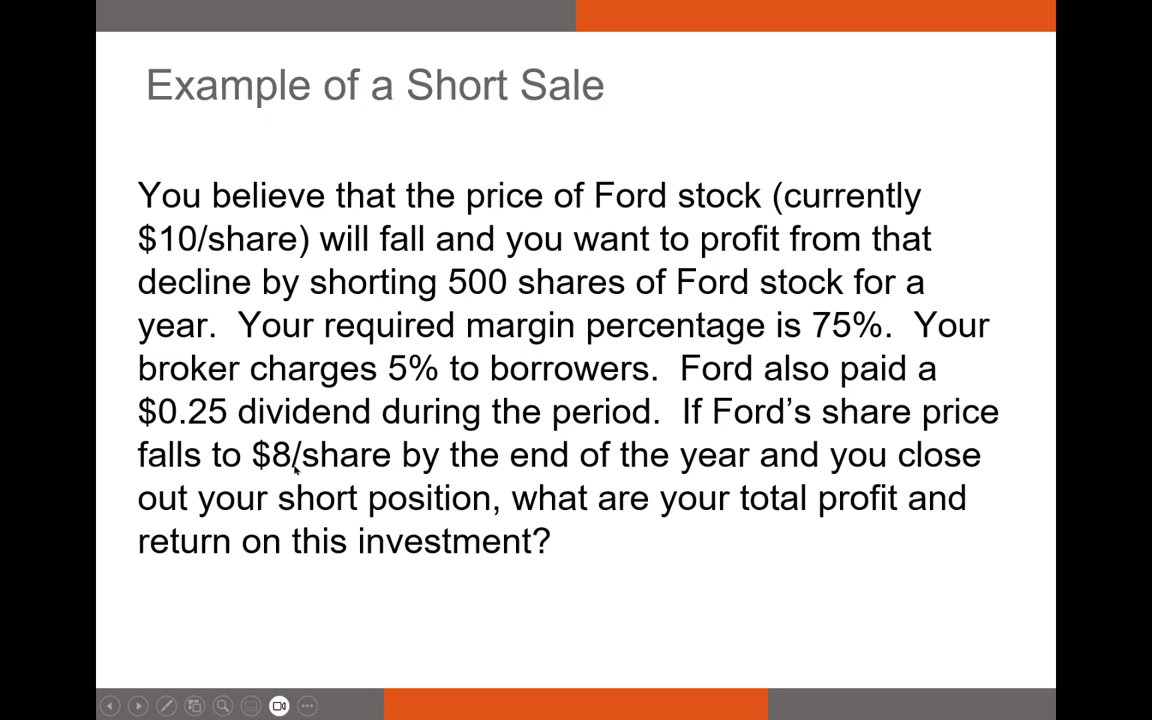 Example of a Short Sale
You believe that the price of Ford stock (currently
$10/share) will fall and you want to profit from that
decline by shorting 500 shares of Ford stock for a
year.  Your required margin percentage is 75%.  Your
broker charges 5% to borrowers.  Ford also paid a
$0.25 dividend during the period.  If Ford’s share price
falls to $8/share by the end of the year and you close
out your short position, what are your total profit and
return on this investment?